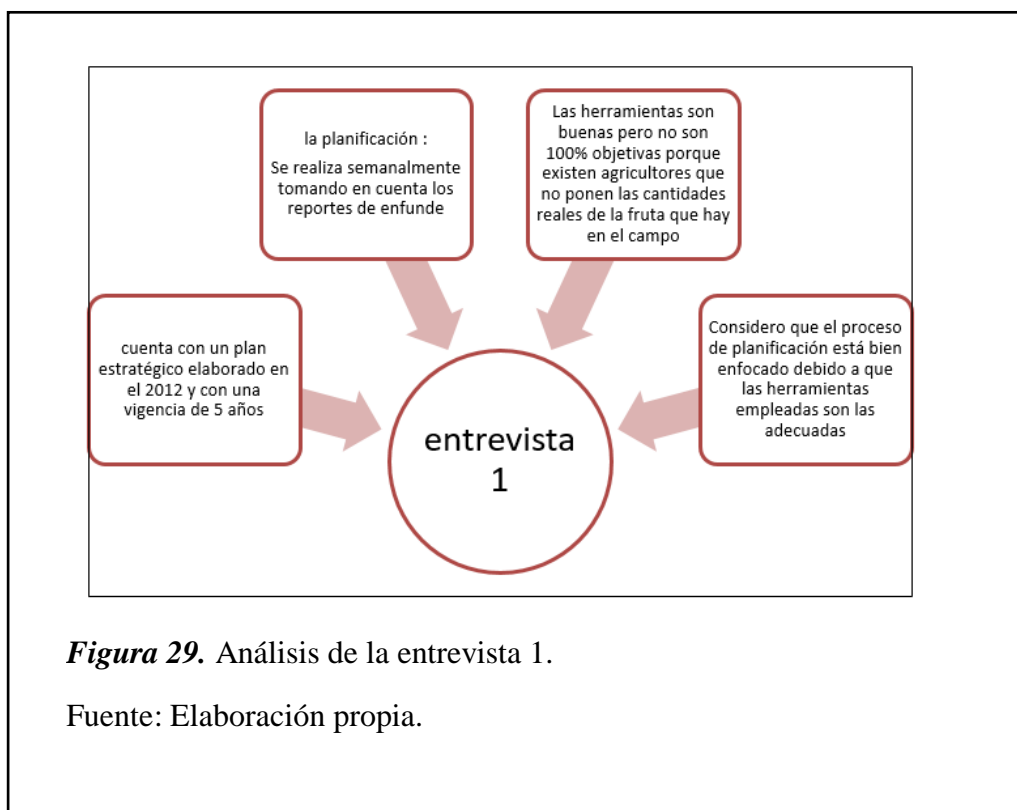 la planificación :
Se realiza semanalmente
tomando en cuenta los
reportes de enfunde
Las herramientas son
buenas pero no son
100% objetivas porque
existen agricultores que
no ponen las cantidades
reales de la fruta que hay
en el campo
cuenta con un plan
estratégico elaborado en
el 2012 y con una
vigencia de 5 años
Considero que el proceso
de planificación está bien
enfocado debido a que
las herramientas
empleadas son las
adecuadas
entrevista
1
Figura 29. Análisis de la entrevista 1.
Fuente: Elaboración propia.